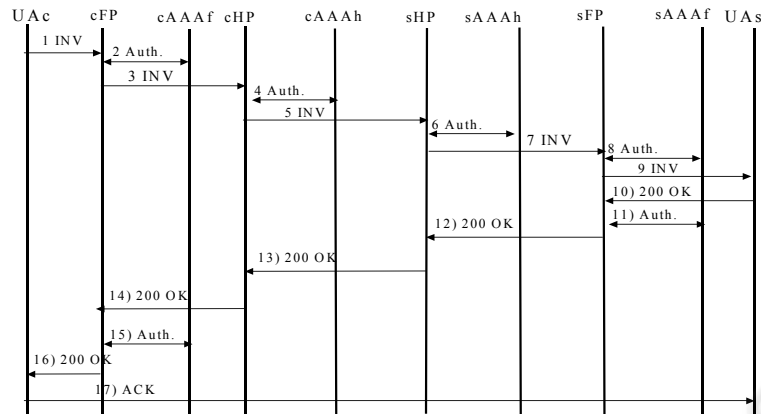 UAc cFP cAAAf cHP cAAAh sHP sAAAh sFP sAAAf UAs
1 INV
2 Auth.
3 INV
4 Auth.
5 INV
6 Auth.
7 INV
8 Auth.
9 INV
10) 200 OK
11) Auth.
12) 200 OK
13) 200 OK
14) 200 OK
15) Auth.
16) 200 OK
17) ACK